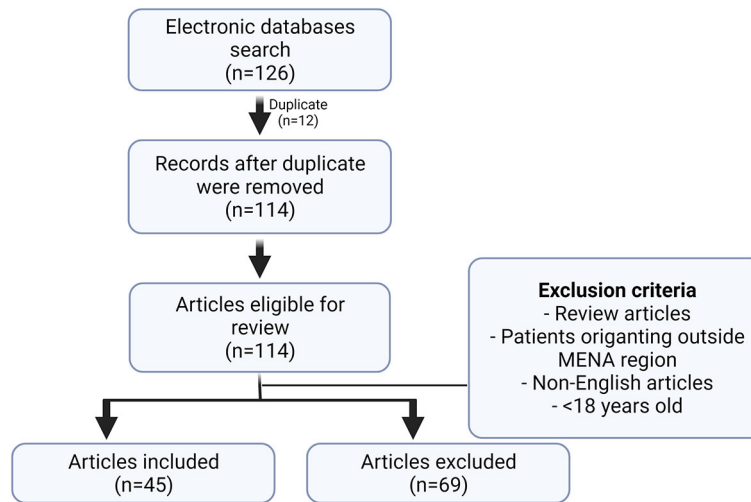 Electronic databases
search
(n=126)
Duplicate
(n=12)
Records after duplicate
were removed
(n=114)
Articles eligible for
review
(n=114)
Exclusion criteria
- Review articles
- Patients origanting outside
MENA region
- Non-English articles
- <18 years old
Articles included
(n=45)
Articles excluded
(n=69)